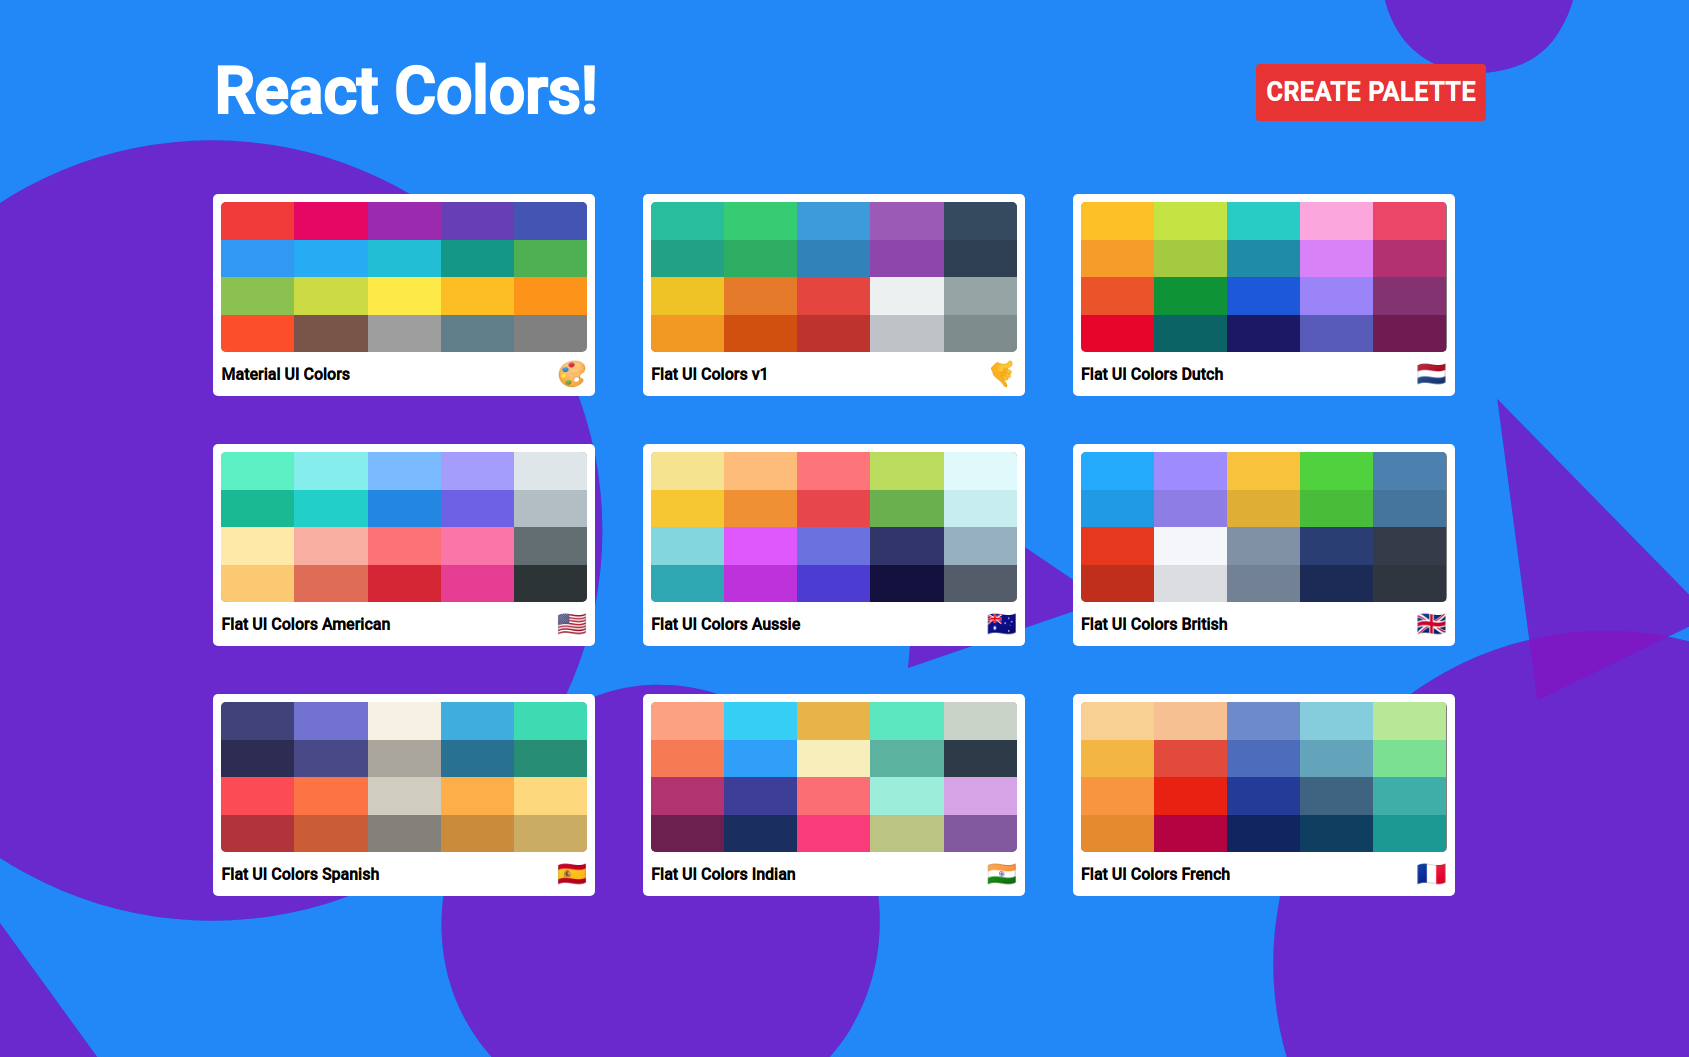 React Colors!
CREATE PALETTE
Material UI Colors
Flat UI Colors v1
Flat UI Colors Dutch
Flat UI Colors American
Flat UI Colors Aussie
Flat UI Colors British
Flat UI Colors Spanish
Flat UI Colors Indian
Flat UI Colors French